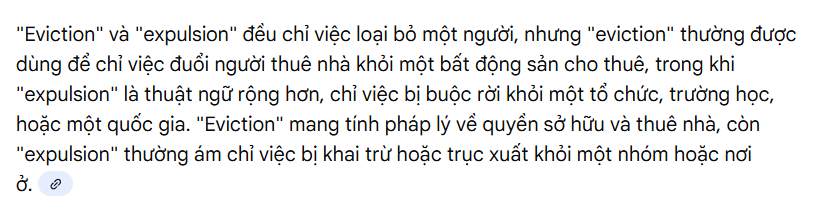 "Eviction" và "expulsion" đều chỉ việc loại bỏ một người, nhưng "eviction" thường được
dùng để chỉ việc đuổi người thuê nhà khỏi một bất động sản cho thuê, trong khi
"expulsion" là thuật ngữ rộng hơn, chỉ việc bị buộc rời khỏi một tổ chức, trường học,
hoặc một quốc gia. "Eviction" mang tính pháp lý về quyền sở hữu và thuê nhà, còn
"expulsion" thường ám chỉ việc bị khai trừ hoặc trục xuất khỏi một nhóm hoặc nơi
ở.